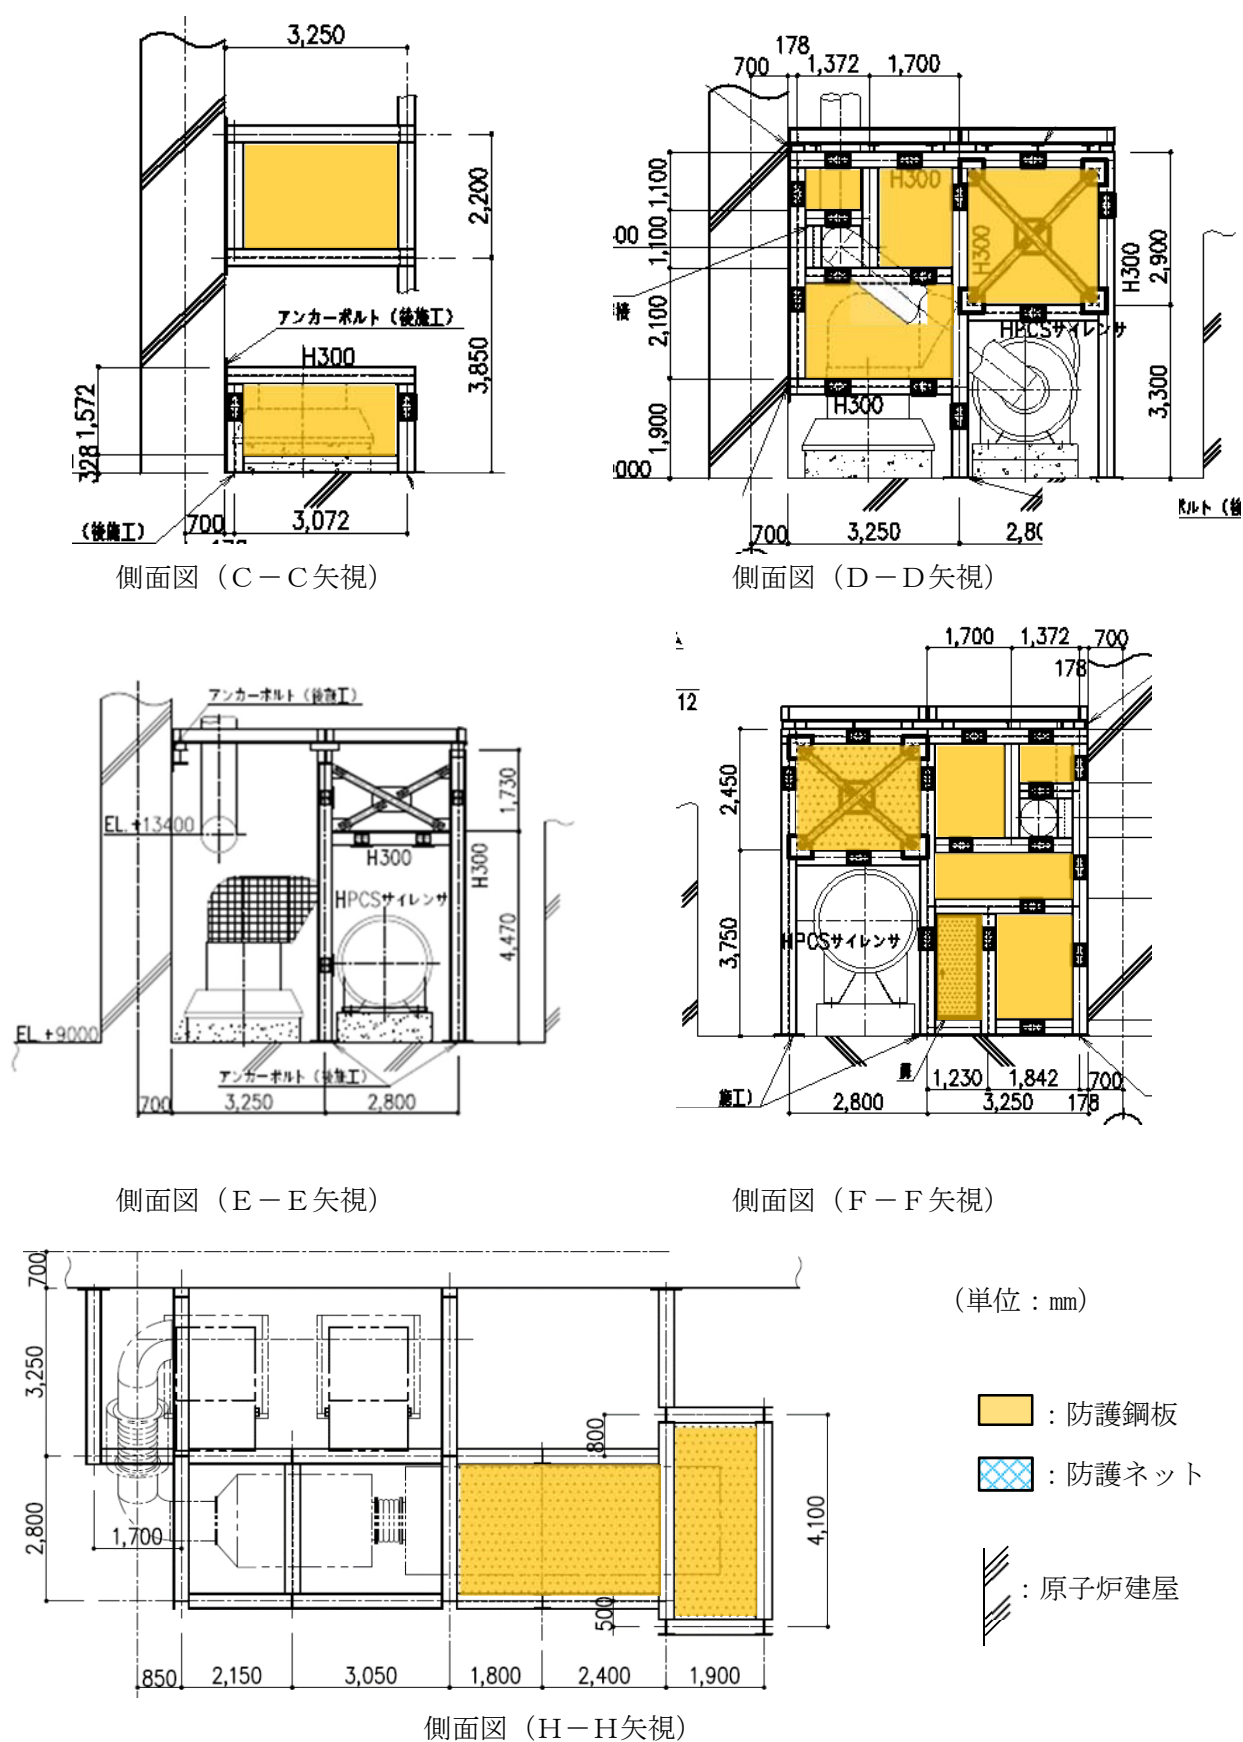 3,250
2,200
アンカーボルト（後施工）
H300
3,850
1,572
328
（後施工）
700
3,072
側面図（Ｃ－Ｃ矢視）
178
700
1,372
1,700
1,100
H300
1,100
H300
H300
2,900
2,100
HPCSサイレンサ
H300
3,300
1,900
700
3,250
側面図（Ｄ－Ｄ矢視）
アンカーボルト（後施工）
1,730
EL.+13400
H300
H300
HPCSサイレンサ
4,470
EL.+9000
アンカーボルト（後施工）
700
3,250
2,800
側面図（Ｅ－Ｅ矢視）
1,700
1,372
700
178
12
2,450
3,750
HPCSサイレンサ
扉
1,230
1,842
700
施工）
2,800
3,250
178
側面図（Ｆ－Ｆ矢視）
700
3,250
800
2,800
1,700
4,100
500
850
2,150
3,050
1,800
2,400
1,900
側面図（Ｈ－Ｈ矢視）
（単位：㎜）
：防護鋼板
：防護ネット
：原子炉建屋